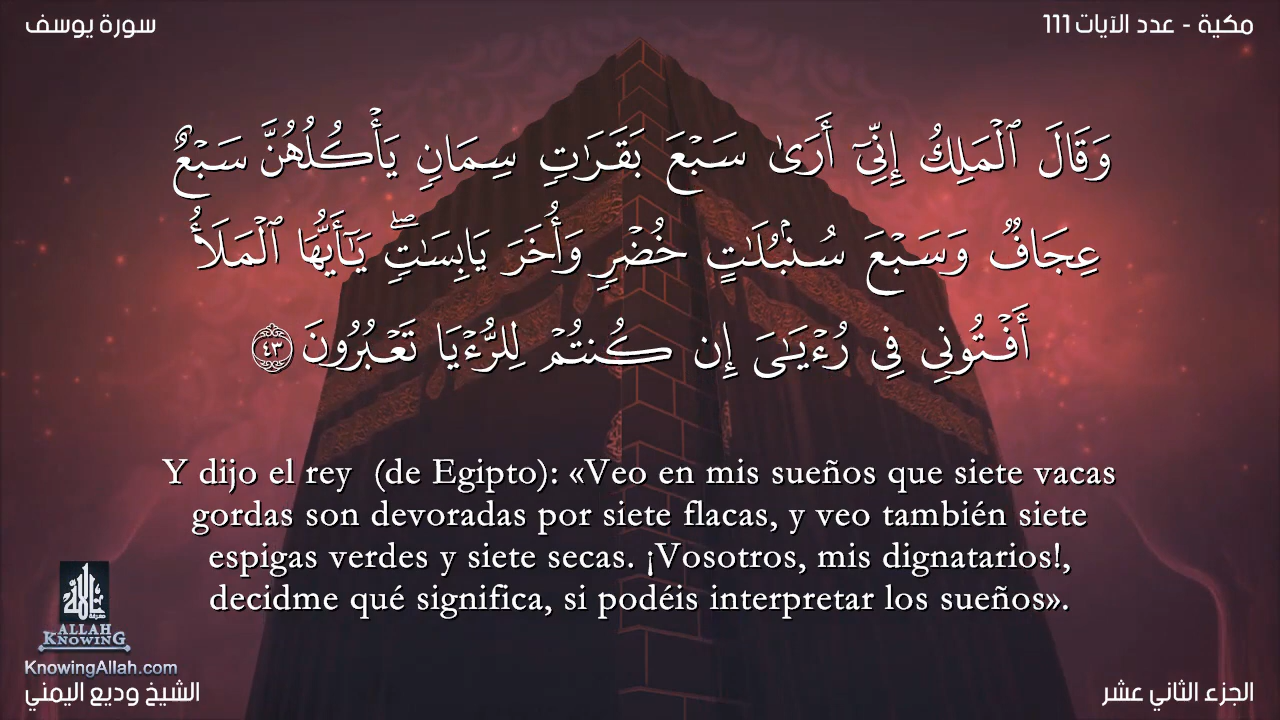 مكية - عدد الآيات 111
سورة يوسف
وَقَالَ ٱلۡمَلِكُ إِنِّيٓ أَرَىٰ سَبۡعَ بَقَرَٰتٖ سِمَانٖ يَأۡكُلُهُنَّ سَبۡعٌ
عِجَافٞ وَسَبۡعَ سُنۢبُلَٰتٍ خُضۡرٖ وَأُخَرَ يَابِسَٰتٖۖ يَٰٓأَيُّهَا ٱلۡمَلَأُ
أَفۡتُونِي فِي رُءۡيَٰيَ إِن كُنتُمۡ لِلرُّءۡيَا تَعۡبُرُونَ ٤٣
Y dijo el rey (de Egipto): «Veo en mis sueños que siete vacas
gordas son devoradas por siete flacas, y veo también siete
espigas verdes y siete secas. ¡Vosotros, mis dignatarios!,
decidme qué significa, si podéis interpretar los sueños».
ALLAH
KNOWING
KnowingAllah.com
الشيخ وديع اليمني
الجزء الثاني عشر